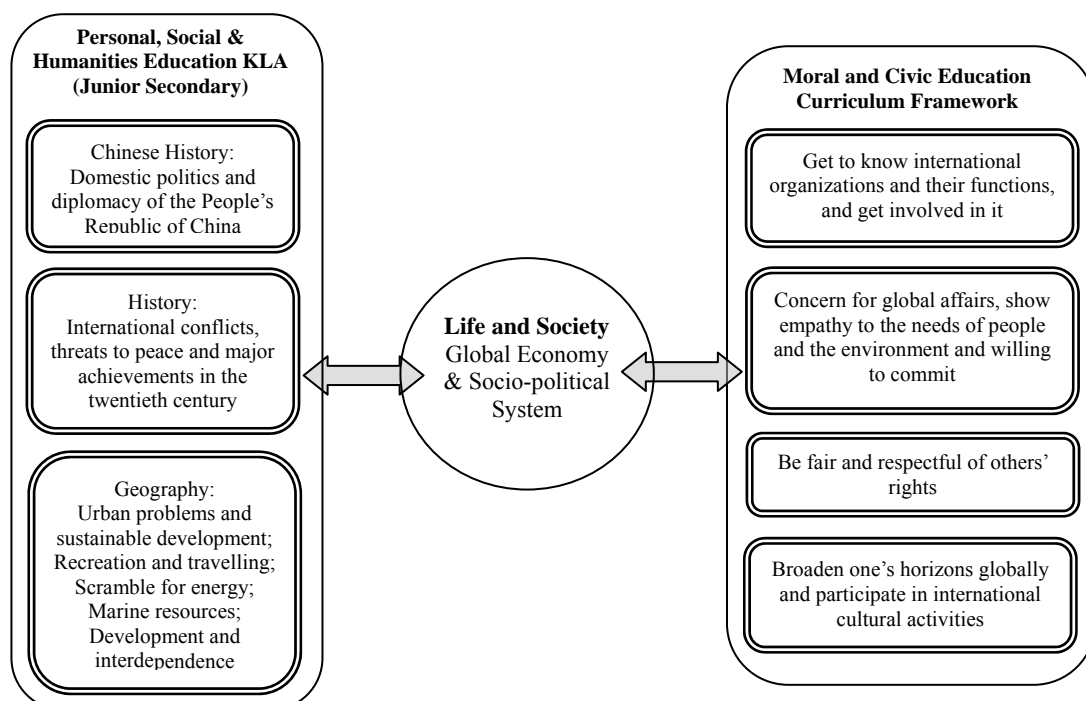 Personal, Social &
Humanities Education KLA
(Junior Secondary)
Chinese History:
Domestic politics and
diplomacy of the People’s
Republic of China
History:
International conflicts,
threats to peace and major
achievements in the
twentieth century
Geography:
Urban problems and
sustainable development;
Recreation and travelling;
Scramble for energy;
Marine resources;
Development and
interdependence
Life and Society
Global Economy
& Socio-political
System
Moral and Civic Education
Curriculum Framework
Get to know international
organizations and their functions,
and get involved in it
Concern for global affairs, show
empathy to the needs of people
and the environment and willing
to commit
Be fair and respectful of others’
rights
Broaden one’s horizons globally
and participate in international
cultural activities